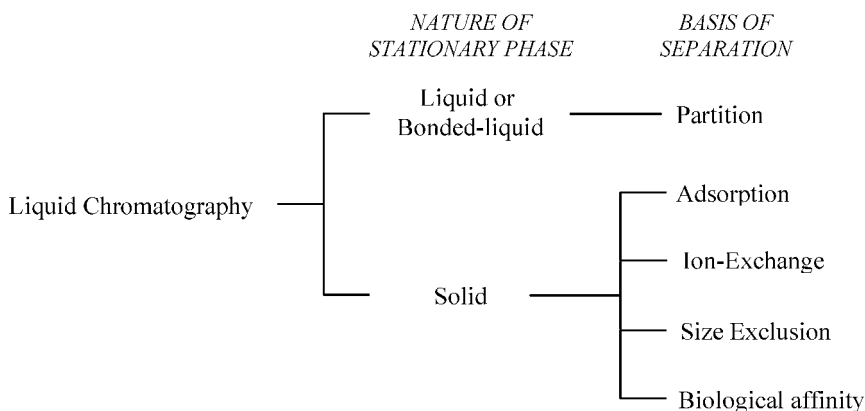 NATURE OF
STATIONARY PHASE
BASIS OF
SEPARATION
Liquid or
Bonded-liquid
Partition
Liquid Chromatography
Adsorption
Ion-Exchange
Solid
Size Exclusion
Biological affinity